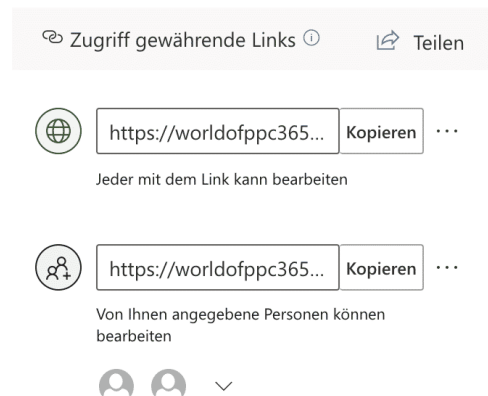 Zugriff gewährende Links
Teilen
https://worldofppc365...
Kopieren
Jeder mit dem Link kann bearbeiten
https://worldofppc365...
Kopieren
Von Ihnen angegebene Personen können
bearbeiten